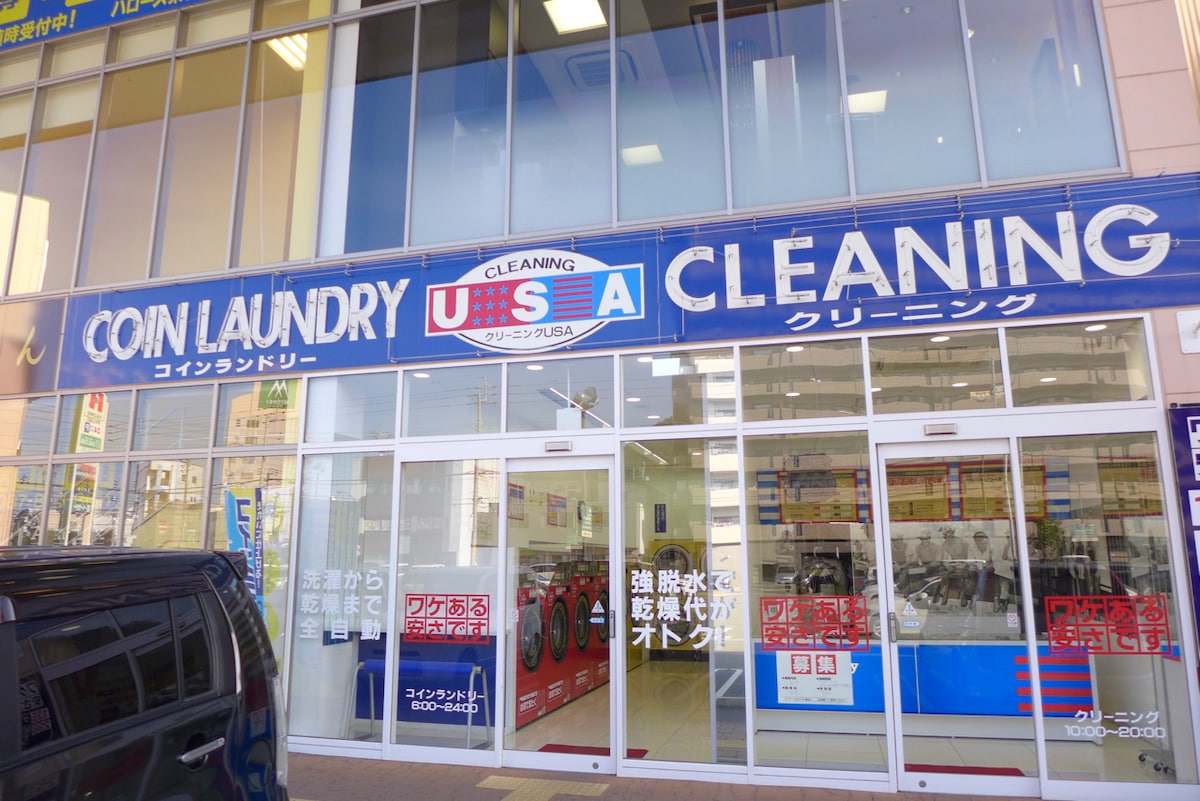 時受付中!
ん
COIN LAUNDRY
コインランドリー
CLEANING
USA
クリーニングUSA
CLEANING
クリーニング
洗濯から
乾燥まで
全自動
ワケある
安さです
コインランドリー
6:00~24:00
強脱水で
乾燥代が
オトク!
ワケある
安さです
募集
ワケある
安さです
クリーニング
10:00~20:00